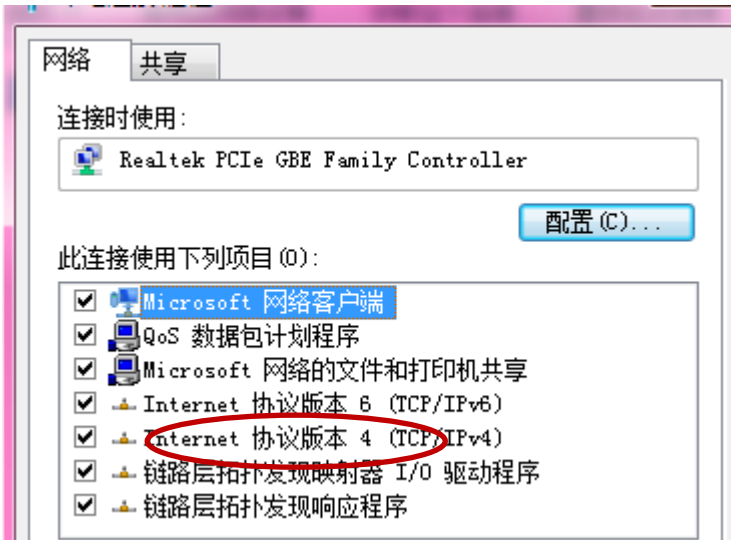 网络
共享
连接时使用:
Realtek PCIe GBE Family Controller
配置(C)...
此连接使用下列项目(O):
Microsoft 网络客户端
QoS 数据包计划程序
Microsoft 网络的文件和打印机共享
Internet 协议版本 6 (TCP/IPv6)
Internet 协议版本 4 (TCP/IPv4)
链路层拓扑发现映射器 I/O 驱动程序
链路层拓扑发现响应程序